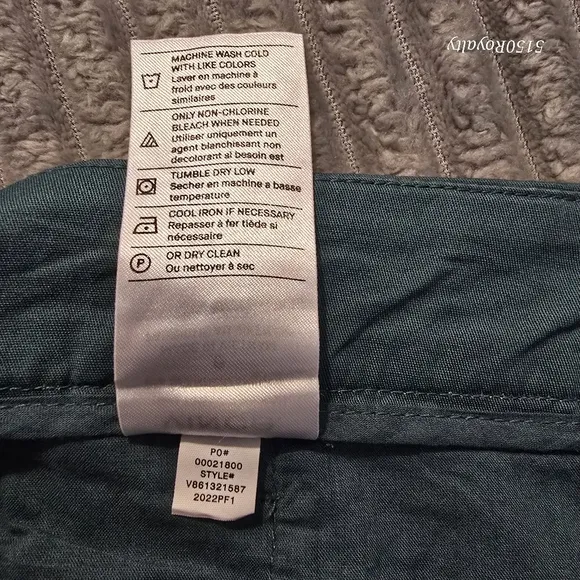 5150Royalty
MACHINE WASH COLD
WITH LIKE COLORS
Laver en machine à
froid avec des couleurs
similaires
ONLY NON-CHLORINE
BLEACH WHEN NEEDED
Utiliser uniquement un
agent blanchissant non
decolorant al besoin est
TUMBLE DRY LOW
Secher en machine a basse
temperature
COOL IRON IF NECESSARY
Repasser à fer tiède si
nécessaire
P
OR DRY CLEAN
Ou nettoyer à sec
PO#
00021800
STYLE#
V861321587
2022PF1